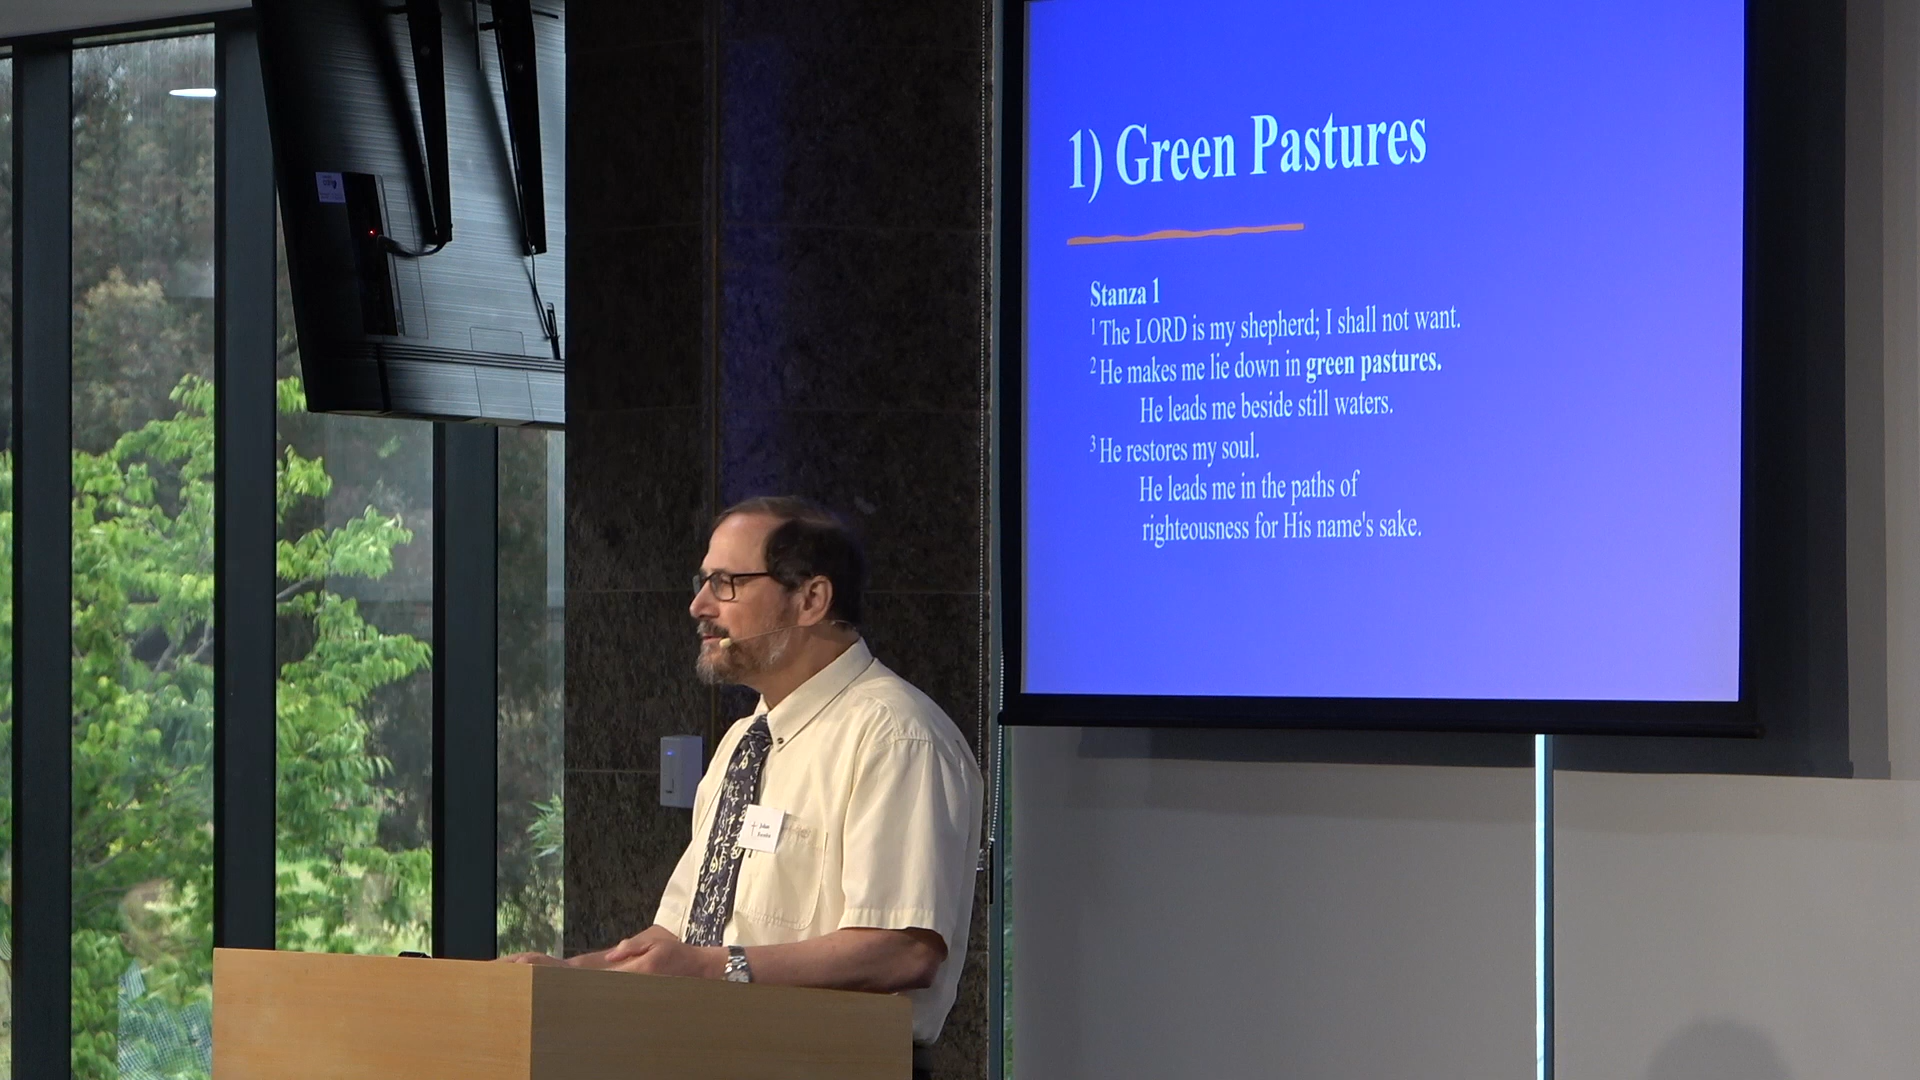 1) Green Pastures
Stanza 1
1 The LORD is my shepherd; I shall not want.
2 He makes me lie down in green pastures.
He leads me beside still waters.
3 He restores my soul.
He leads me in the paths of
righteousness for His name's sake.